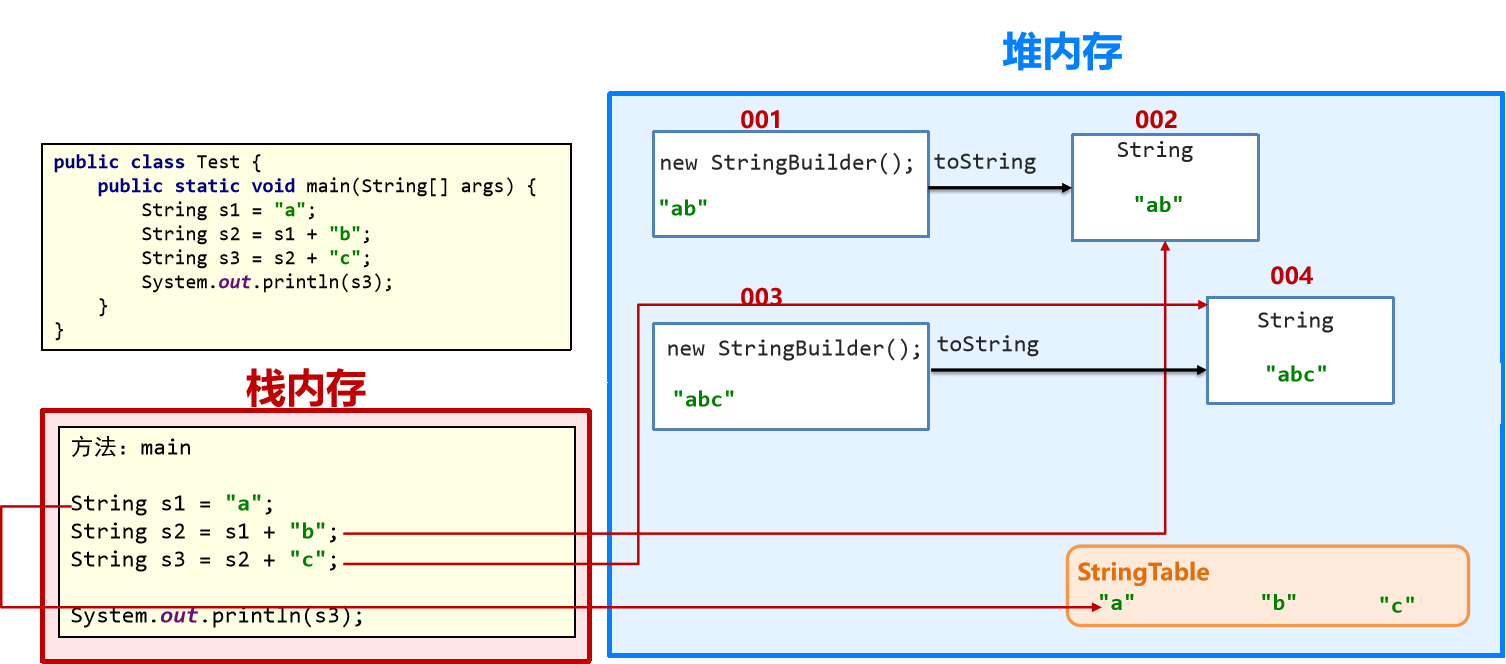 堆内存
public class Test {
public static void main(String[] args) {
String s1 = "a";
String s2 = s1 + "b";
String s3 = s2 + "c";
System.out.println(s3);
}
}
001
new StringBuilder();
"ab"
toString
002
String
"ab"
003
new StringBuilder();
"abc"
toString
004
String
"abc"
栈内存
方法：main
String s1 = "a";
String s2 = s1 + "b";
String s3 = s2 + "c";
System.out.println(s3);
StringTable
"a" "b" "c"